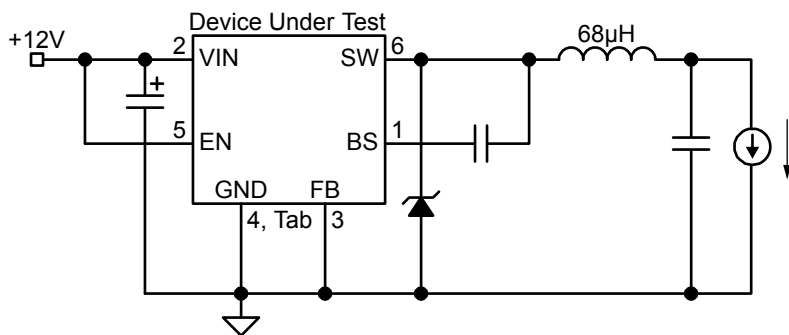 Device Under Test
+12V
2
VIN
SW
6
68µH
+
5
EN
BS
1
GND
FB
4, Tab
3